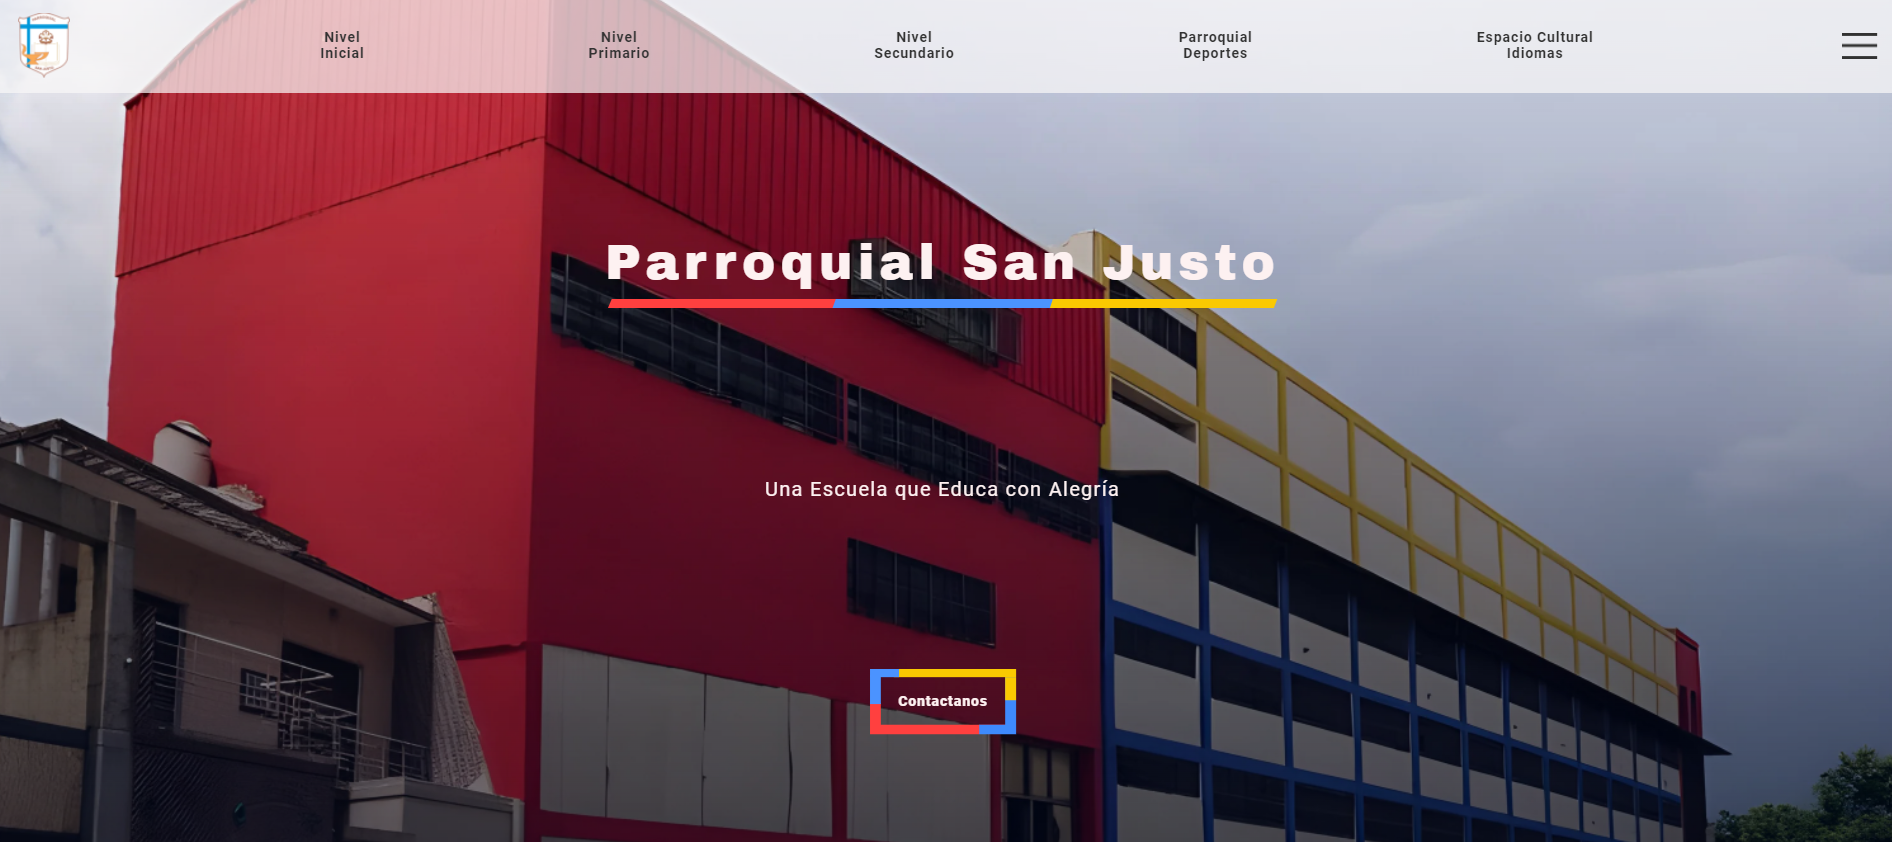 Nivel
Inicial
Nivel
Primario
Nivel
Secundario
Parroquial
Deportes
Espacio Cultural
Idiomas
Parroquial San Justo
Una Escuela que Educa con Alegría
Contactanos